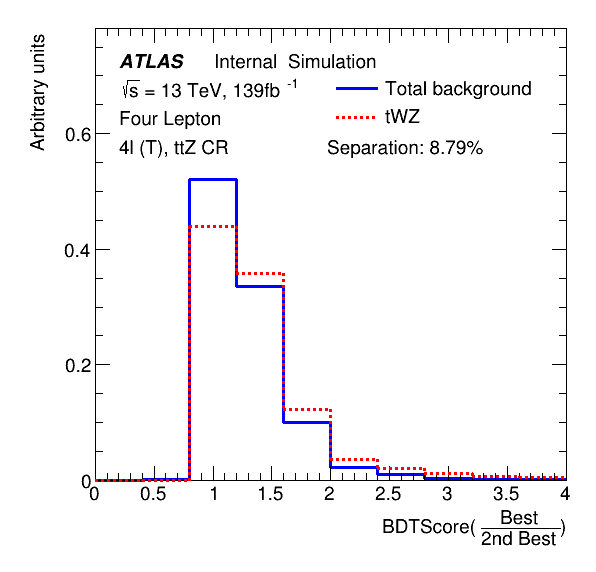 Arbitrary units
ATLAS Internal Simulation
√s = 13 TeV, 139fb -1
Four Lepton
4l (T), ttZ CR
Total background
tWZ
Separation: 8.79%
0.6
0.4
0.2
0
0 0.5 1 1.5 2 2.5 3 3.5 4
BDTScore(Best/2nd Best)